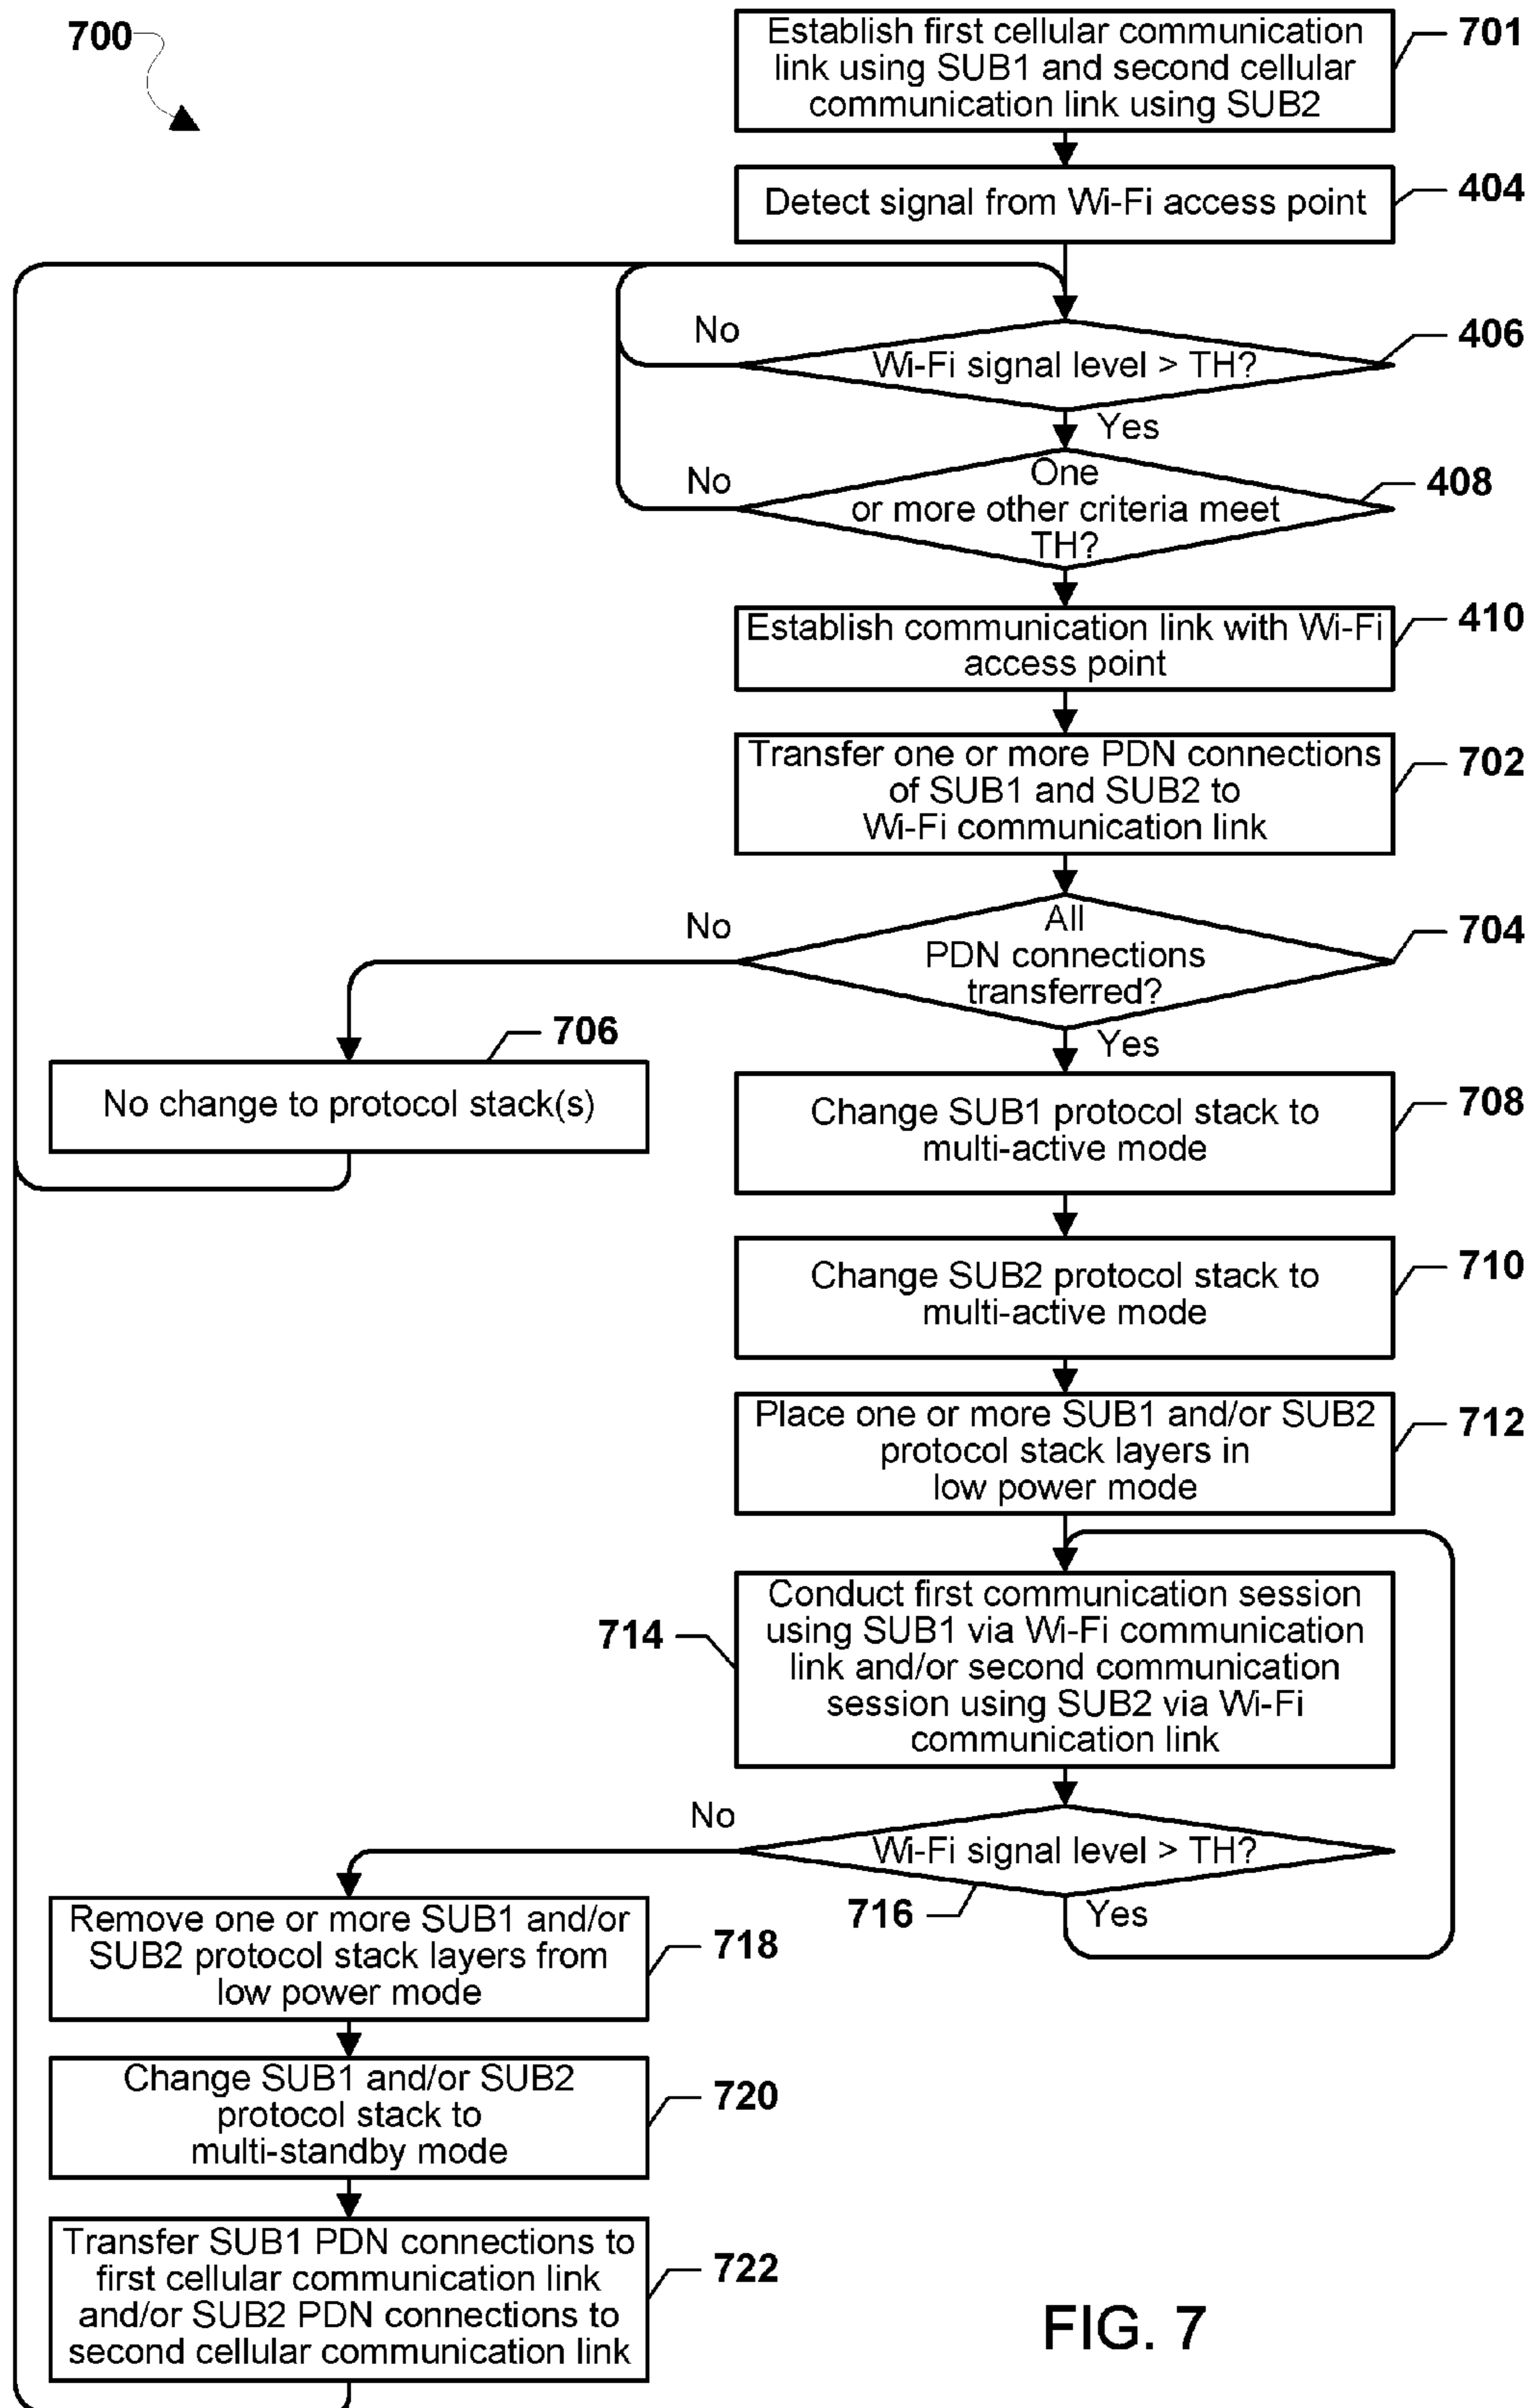 700
Establish first cellular communication
link using SUB1 and second cellular
communication link using SUB2
701
Detect signal from Wi-Fi access point
404
Wi-Fi signal level > TH?
406
No
Yes
One
or more other criteria meet
TH?
408
No
Establish communication link with Wi-Fi
access point
410
Transfer one or more PDN connections
of SUB1 and SUB2 to
Wi-Fi communication link
702
All
PDN connections
transferred?
704
No
Yes
706
No change to protocol stack(s)
Change SUB1 protocol stack to
multi-active mode
708
Change SUB2 protocol stack to
multi-active mode
710
Place one or more SUB1 and/or SUB2
protocol stack layers in
low power mode
712
Conduct first communication session
using SUB1 via Wi-Fi communication
link and/or second communication
session using SUB2 via Wi-Fi
communication link
714
Wi-Fi signal level > TH?
716
No
Yes
Remove one or more SUB1 and/or
SUB2 protocol stack layers from
low power mode
718
Change SUB1 and/or SUB2
protocol stack to
multi-standby mode
720
Transfer SUB1 PDN connections to
first cellular communication link
and/or SUB2 PDN connections to
second cellular communication link
722
FIG. 7